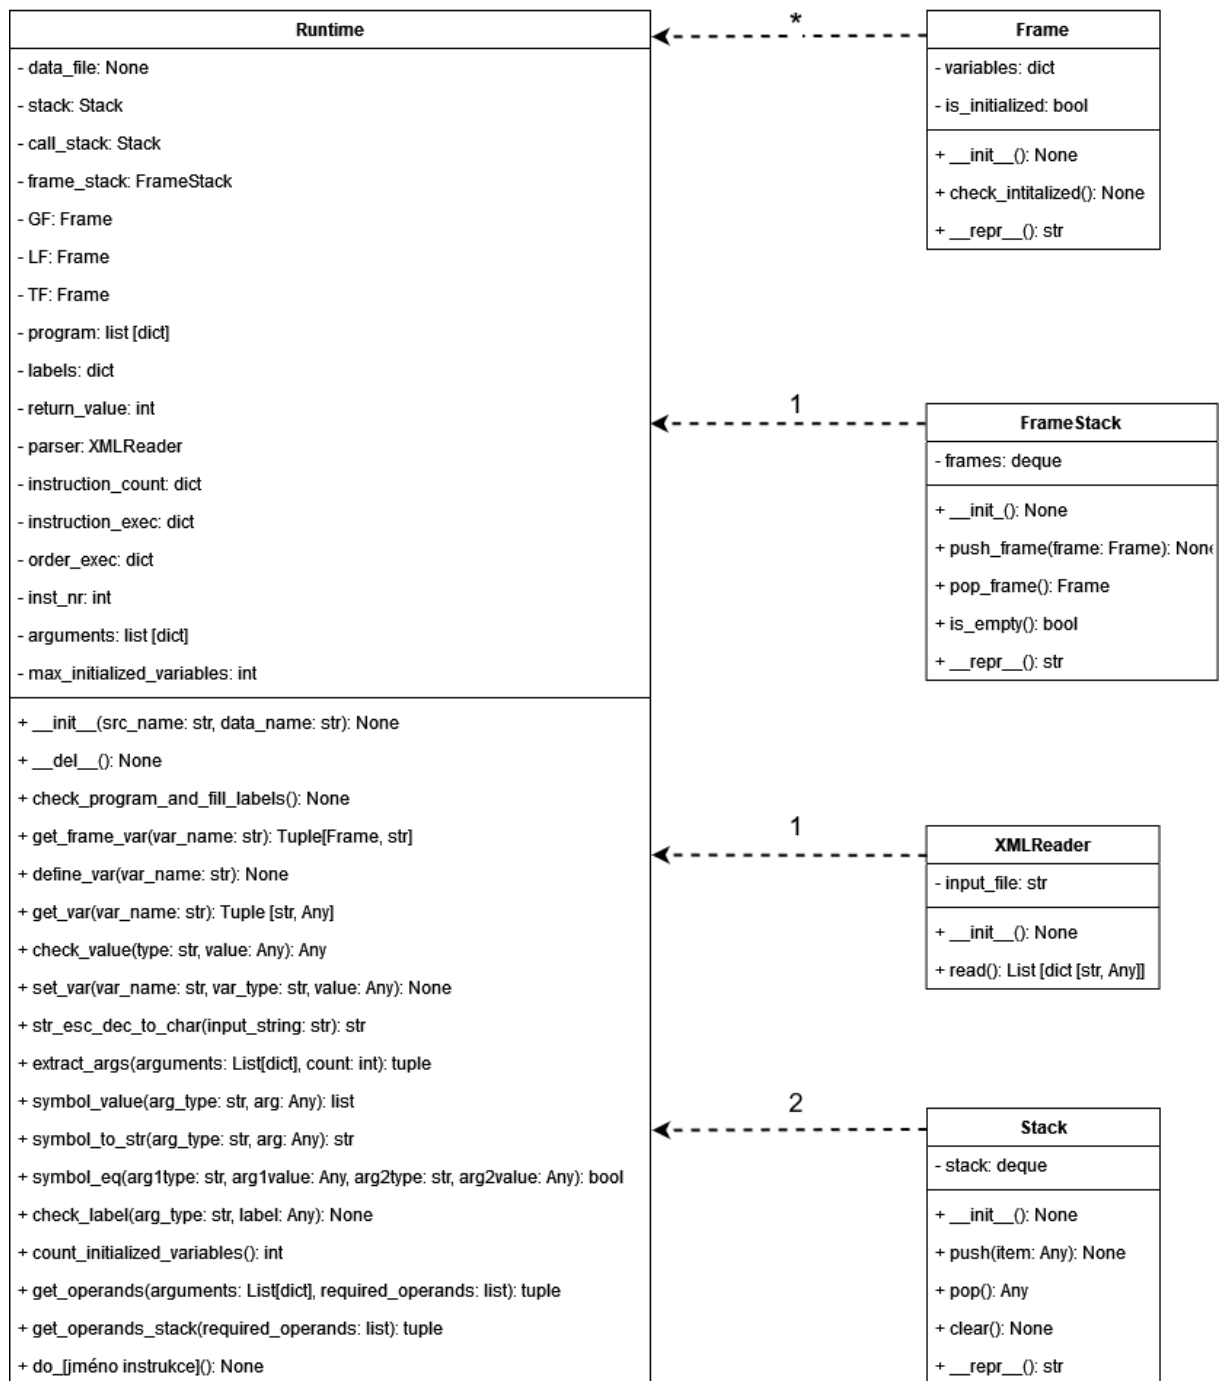 Runtime
- data_file: None
- stack: Stack
- call_stack: Stack
- frame_stack: FrameStack
- GF: Frame
- LF: Frame
- TF: Frame
- program: list [dict]
- labels: dict
- return_value: int
- parser: XMLReader
- instruction_count: dict
- instruction_exec: dict
- order_exec: dict
- inst_nr: int
- arguments: list [dict]
- max_initialized_variables: int
+ __init__(src_name: str, data_name: str): None
+ __del__(): None
+ check_program_and_fill_labels(): None
+ get_frame_var(var_name: str): Tuple[Frame, str]
+ define_var(var_name: str): None
+ get_var(var_name: str): Tuple [str, Any]
+ check_value(type: str, value: Any): Any
+ set_var(var_name: str, var_type: str, value: Any): None
+ str_esc_dec_to_char(input_string: str): str
+ extract_args(arguments: List[dict], count: int): tuple
+ symbol_value(arg_type: str, arg: Any): list
+ symbol_to_str(arg_type: str, arg: Any): str
+ symbol_eq(arg1type: str, arg1value: Any, arg2type: str, arg2value: Any): bool
+ check_label(arg_type: str, label: Any): None
+ count_initialized_variables(): int
+ get_operands(arguments: List[dict], required_operands: list): tuple
+ get_operands_stack(required_operands: list): tuple
+ do_[jméno instrukce](): None
*
Frame
- variables: dict
- is_initialized: bool
+ __init__(): None
+ check_intitalized(): None
+ __repr__(): str
1
FrameStack
- frames: deque
+ __init_(): None
+ push_frame(frame: Frame): None
+ pop_frame(): Frame
+ is_empty(): bool
+ __repr__(): str
1
XMLReader
- input_file: str
+ __init__(): None
+ read(): List [dict [str, Any]]
2
Stack
- stack: deque
+ __init__(): None
+ push(item: Any): None
+ pop(): Any
+ clear(): None
+ __repr__(): str